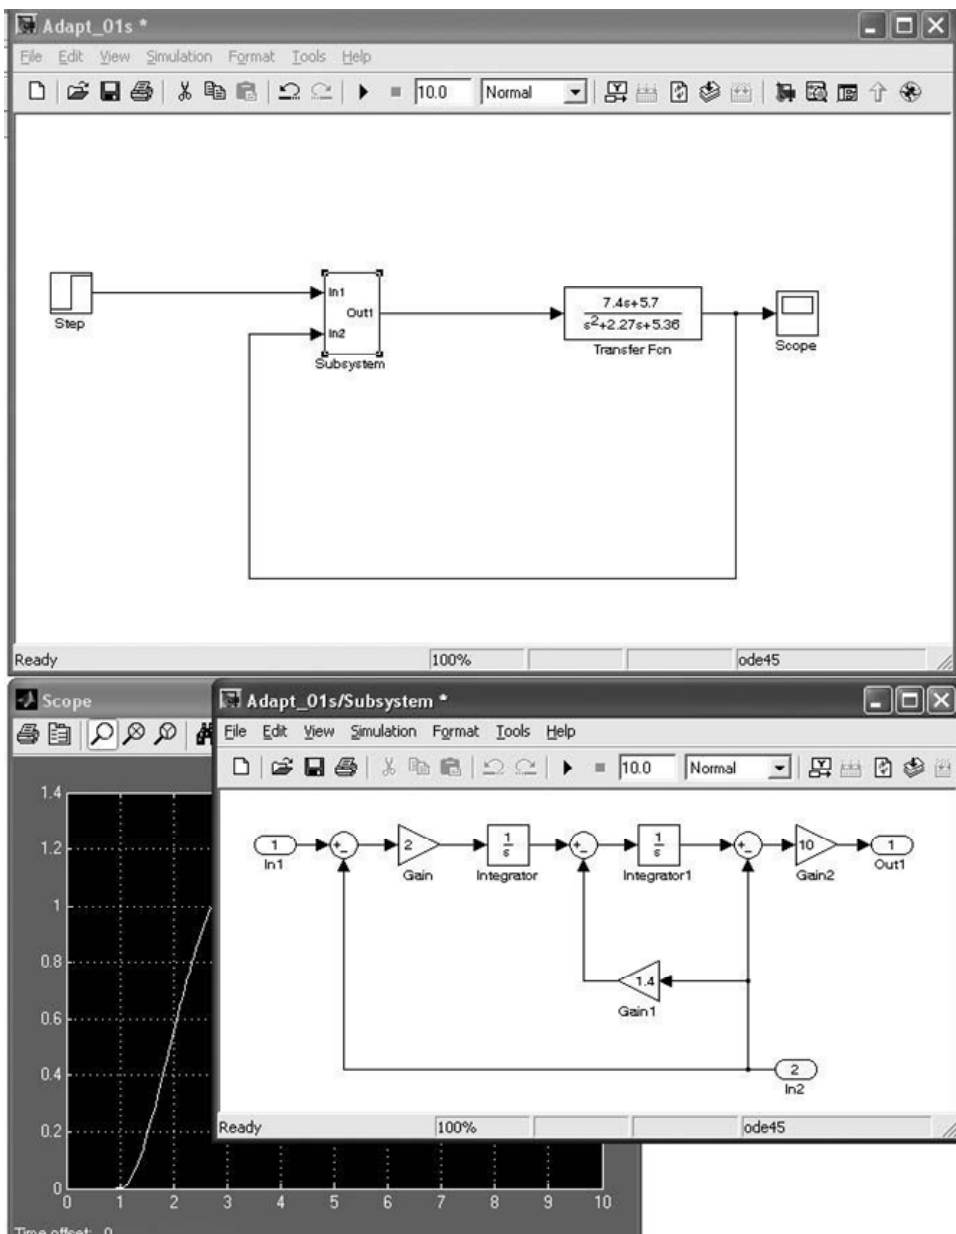 Adapt_01s *
File Edit View Simulation Format Tools Help
10.0 Normal
Step
In1
Out1
In2
Subsystem
7.4s+5.7
s2+2.27s+5.36
Transfer Fcn
Scope
Ready 100% ode45
Scope
Adapt_01s/Subsystem *
File Edit View Simulation Format Tools Help
10.0 Normal
1
In1
2
Gain
1
s
Integrator
1
s
Integrator1
10
Gain2
1
Out1
1.4
Gain1
2
In2
Ready 100% ode45
1.4
1.2
1
0.8
0.6
0.4
0.2
0
0 1 2 3 4 5 6 7 8 9 10
Time offset: 0